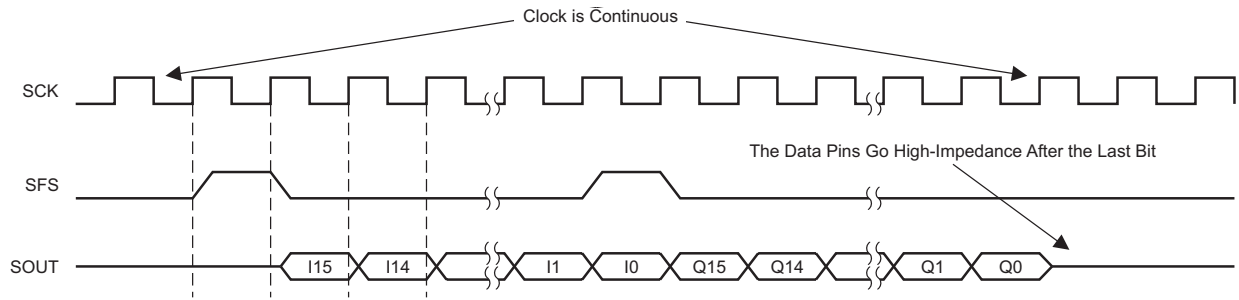 Clock is Continuous
SCK
The Data Pins Go High-Impedance After the Last Bit
SFS
SOUT
I15 I14 I1 I0 Q15 Q14 Q1 Q0